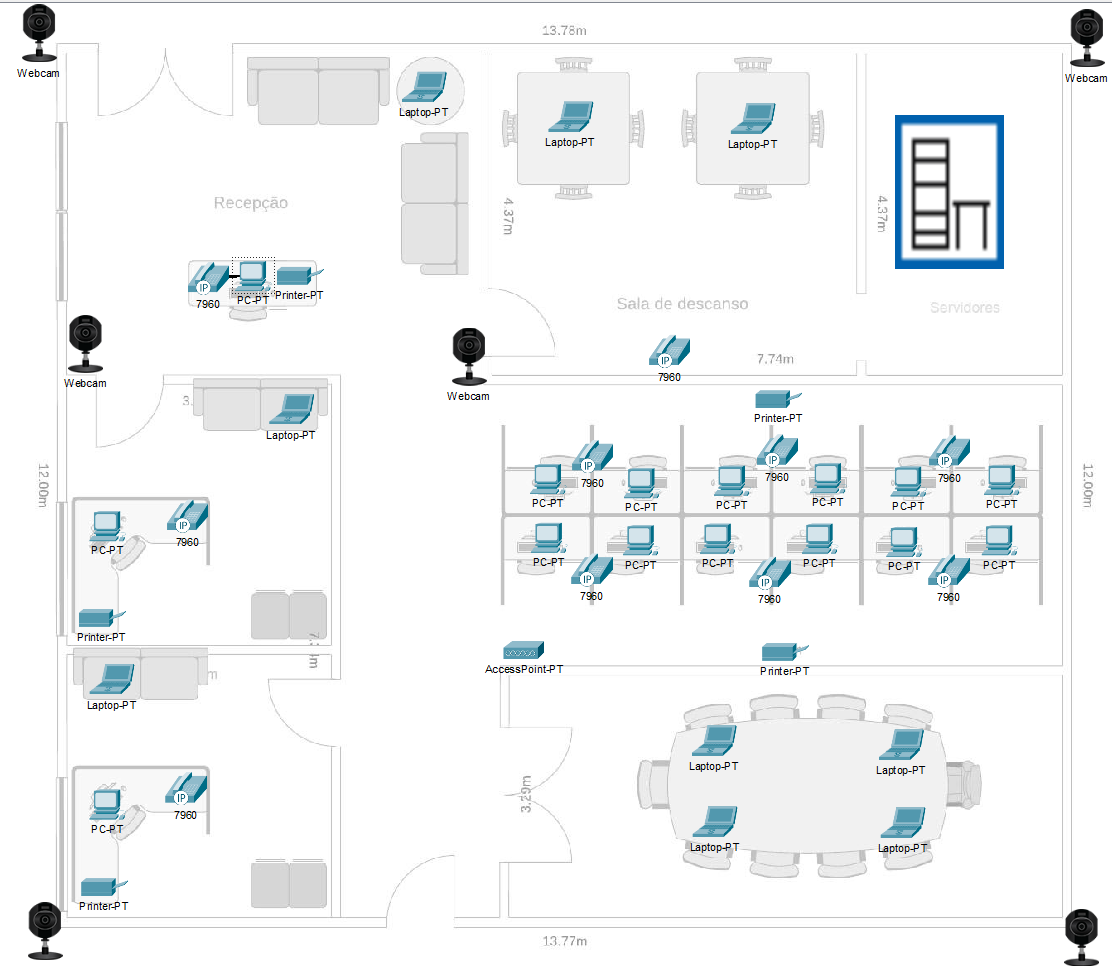 13.78m
Webcam
Webcam
Laptop-PT
Laptop-PT
Laptop-PT
Recepção
4.37m
4.37m
IP
7960
PC-PT
Printer-PT
Sala de descanso
Servidores
IP
7960
7.74m
Webcam
Webcam
3.
Laptop-PT
Printer-PT
12.00m
12.00m
IP
7960
IP
7960
IP
7960
PC-PT
PC-PT
PC-PT
PC-PT
PC-PT
PC-PT
PC-PT
IP
7960
PC-PT
PC-PT
PC-PT
PC-PT
PC-PT
PC-PT
IP
7960
IP
7960
IP
7960
Printer-PT
m
Laptop-PT
AccessPoint-PT
Printer-PT
Laptop-PT
Laptop-PT
3.29m
PC-PT
IP
7960
Laptop-PT
Laptop-PT
Printer-PT
13.77m